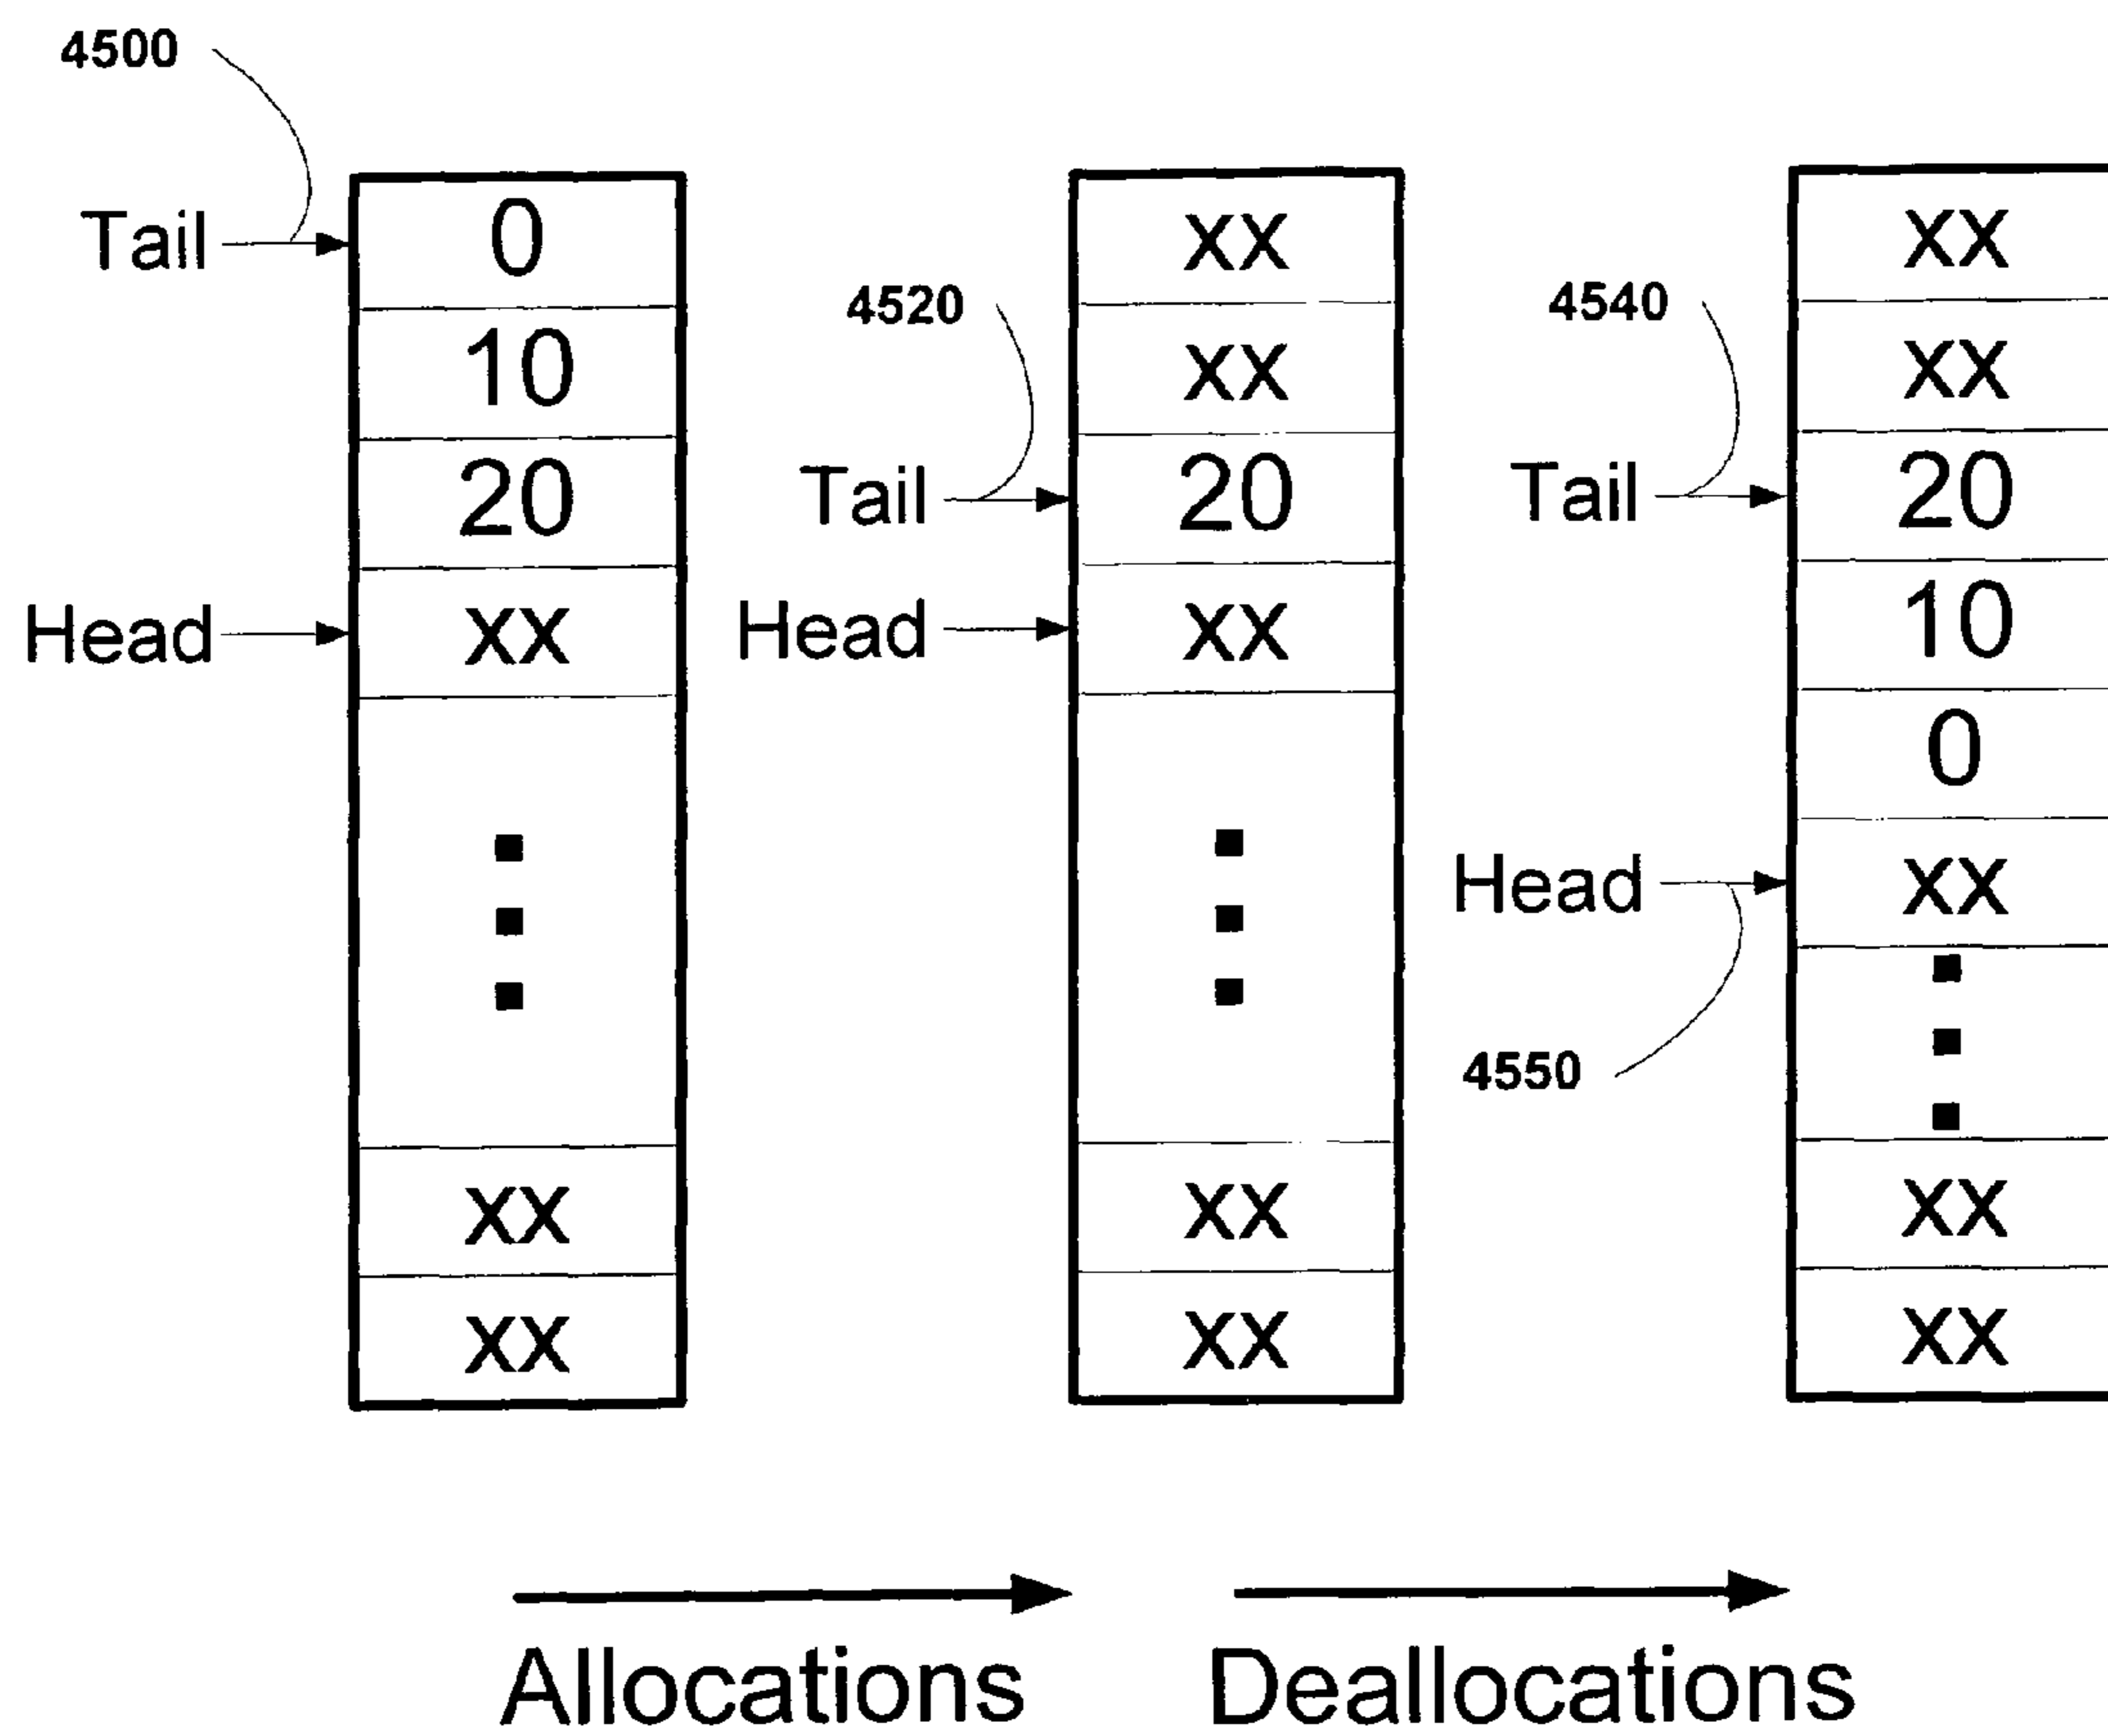 4500
Tail
0
10
20
Head
xx
xx
xx
4520
xx
xx
Tail
20
Head
xx
xx
xx
4540
xx
xx
Tail
20
10
0
Head
xx
4550
xx
xx
Allocations
Deallocations